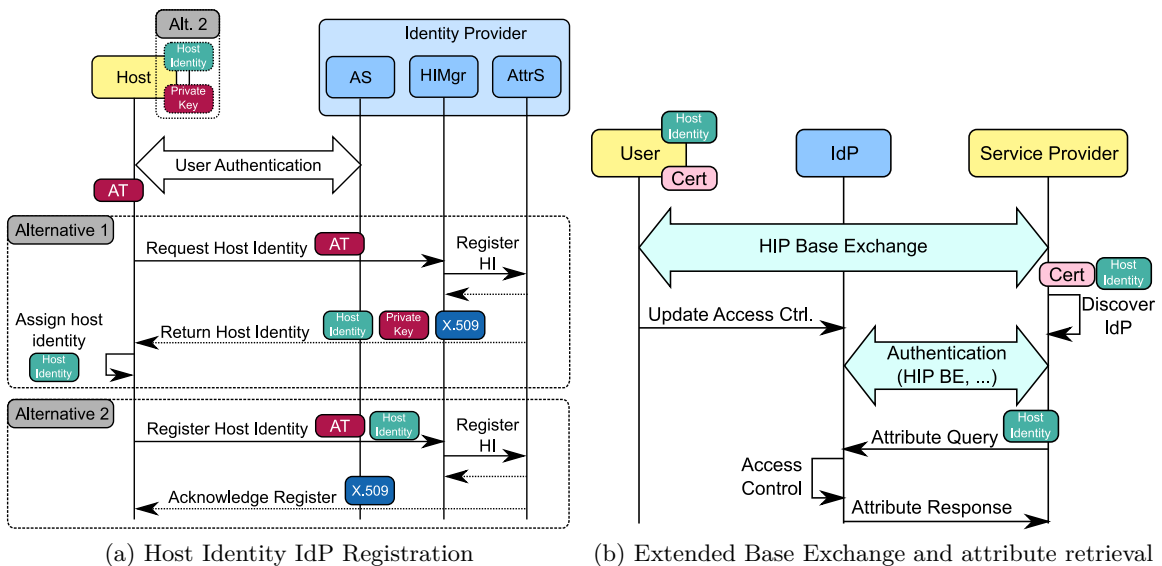 Alt. 2
Host
Identity
Host
Private
Key
Identity Provider
AS
HIMgr
AttrS
User Authentication
AT
Alternative 1
Request Host Identity
AT
Register
HI
Return Host Identity
Host
Identity
Private
Key
X.509
Assign host
identity
Host
Identity
Alternative 2
Register Host Identity
AT
Host
Identity
Register
HI
Acknowledge Register
X.509
(a) Host Identity IdP Registration
Host
Identity
User
Cert
IdP
Service Provider
HIP Base Exchange
Cert
Host
Identity
Discover
IdP
Update Access Ctrl.
Authentication
(HIP BE, ...)
Host
Identity
Attribute Query
Access
Control
Attribute Response
(b) Extended Base Exchange and attribute retrieval